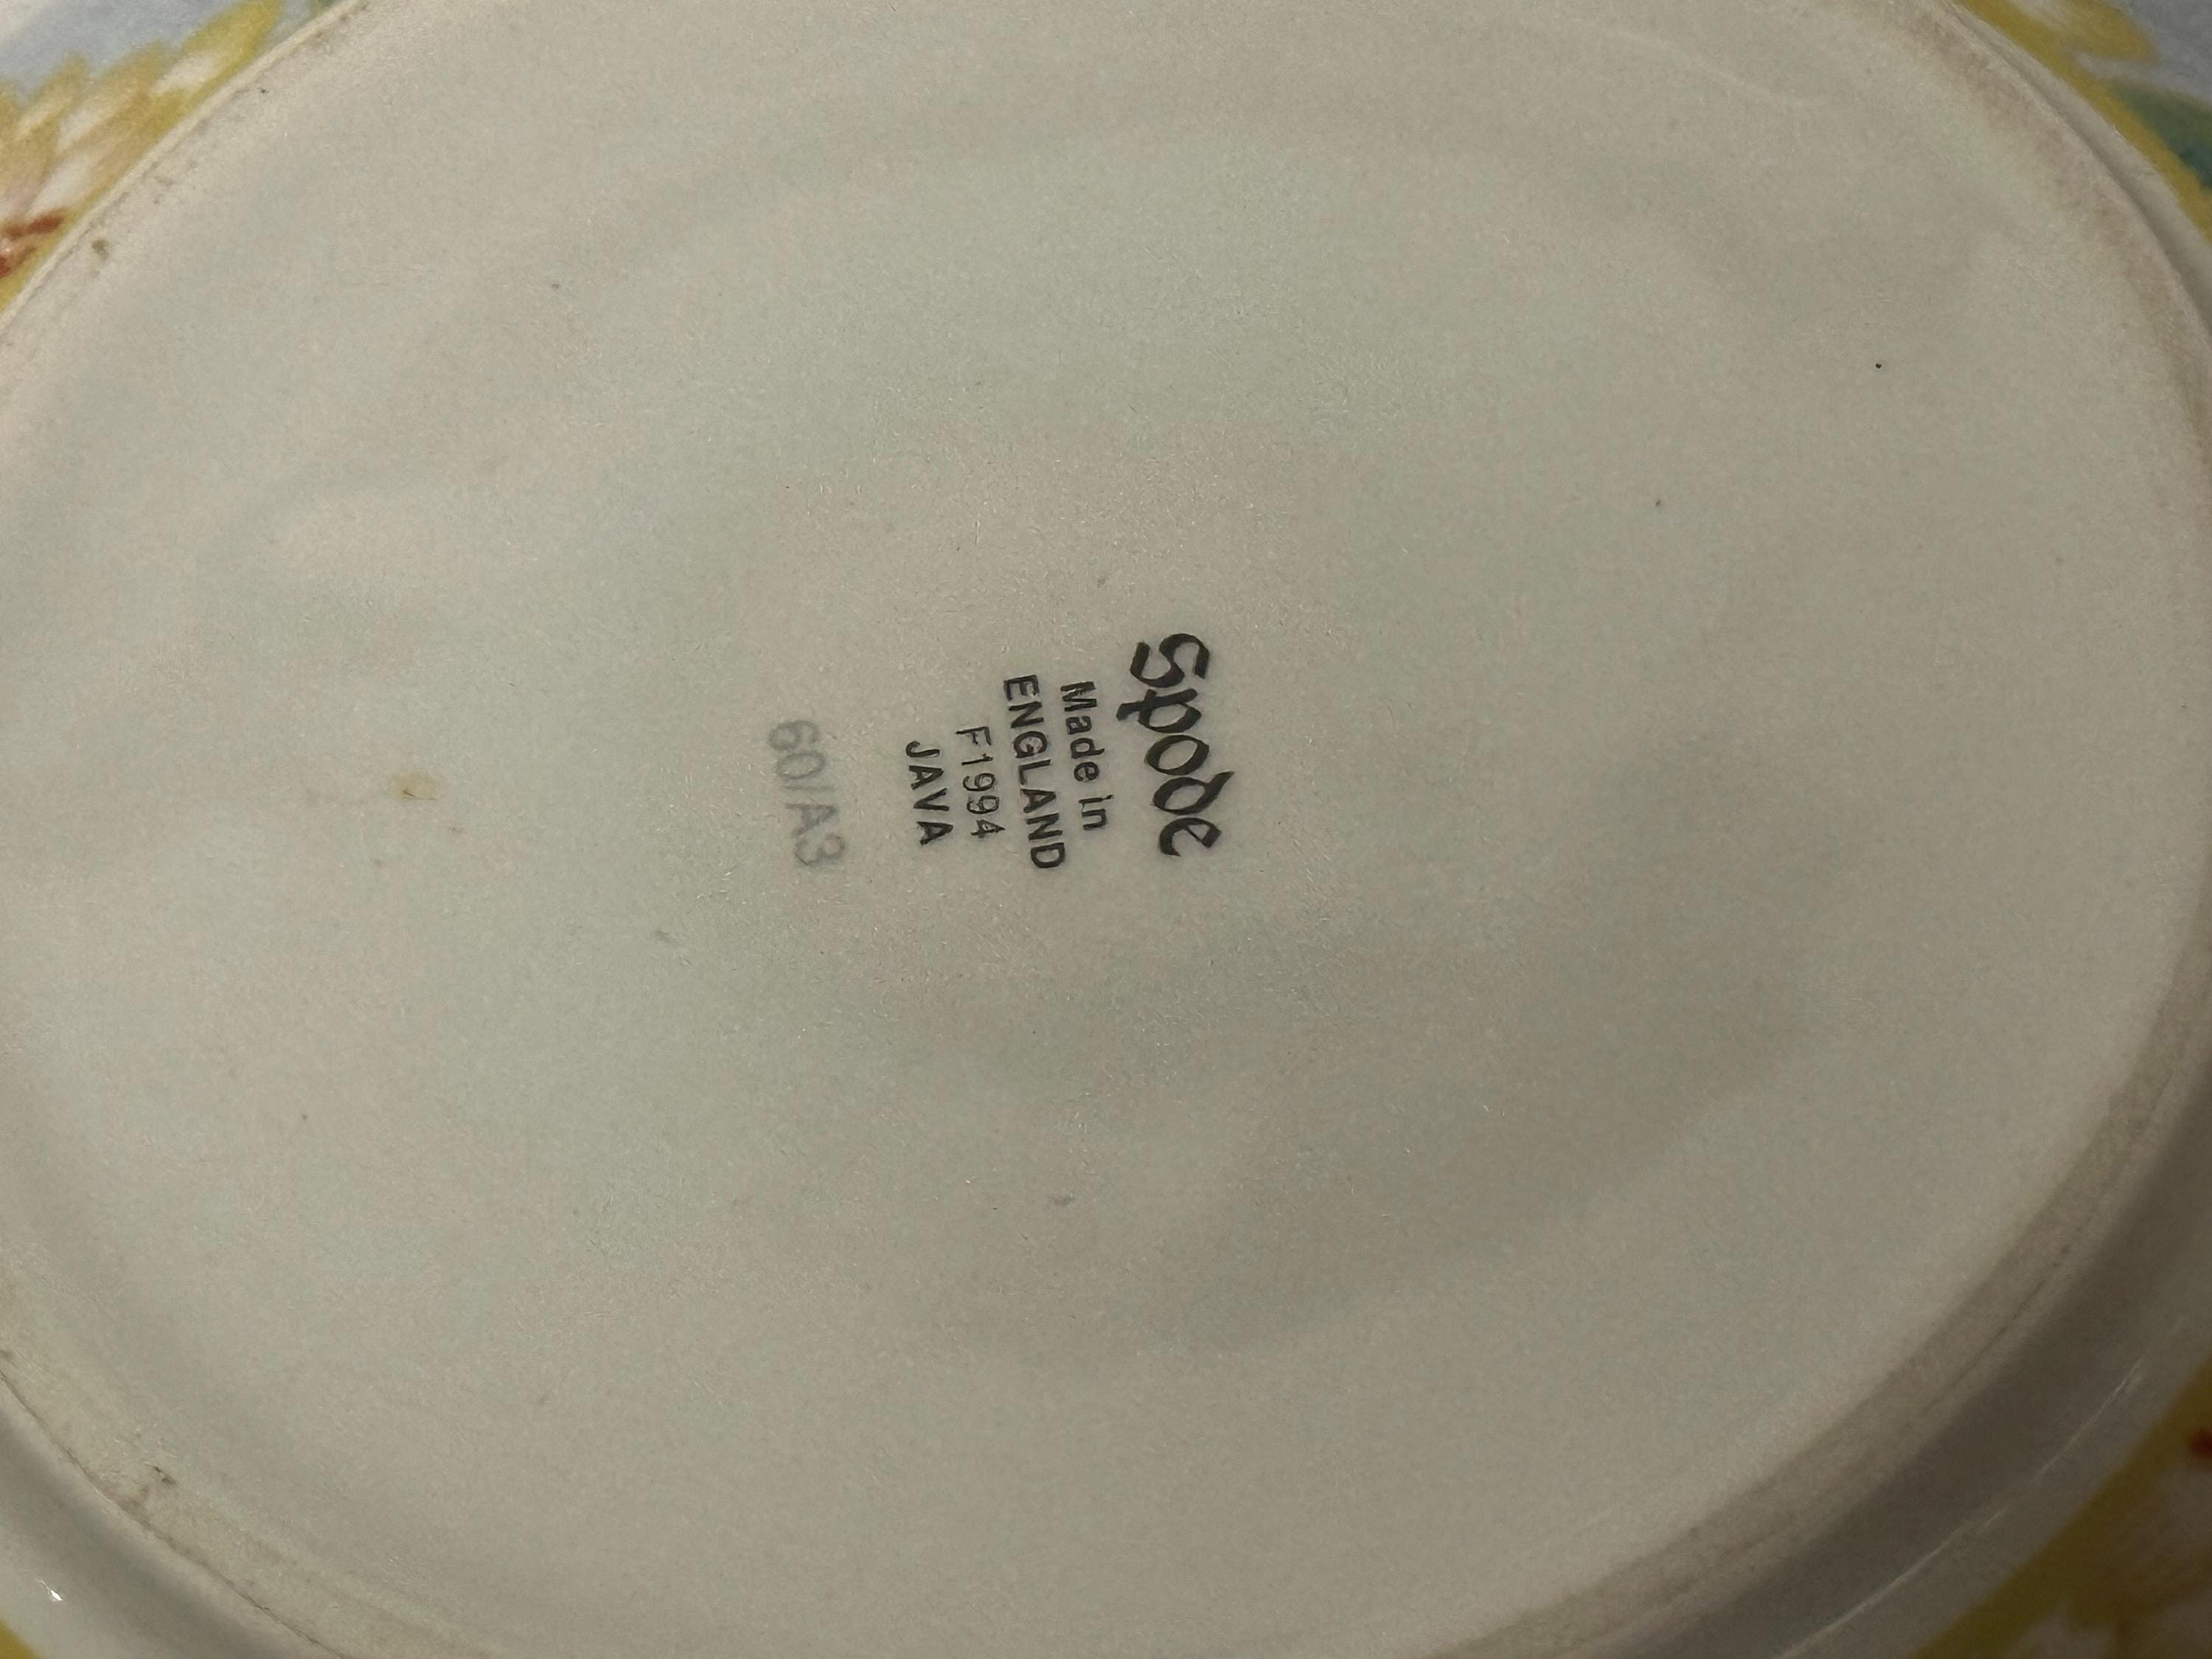 Spode
Made in
ENGLAND
F1994
JAVA
60/A3